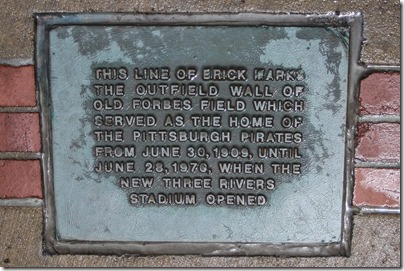 THIS LINE OF BRICK MARKS
THE OUTFIELD WALL OF
OLD FORBES FIELD WHICH
SERVED AS THE HOME OF
THE PITTSBURGH PIRATES
FROM JUNE 30, 1909, UNTIL
JUNE 28, 1970, WHEN THE
NEW THREE RIVERS
STADIUM OPENED